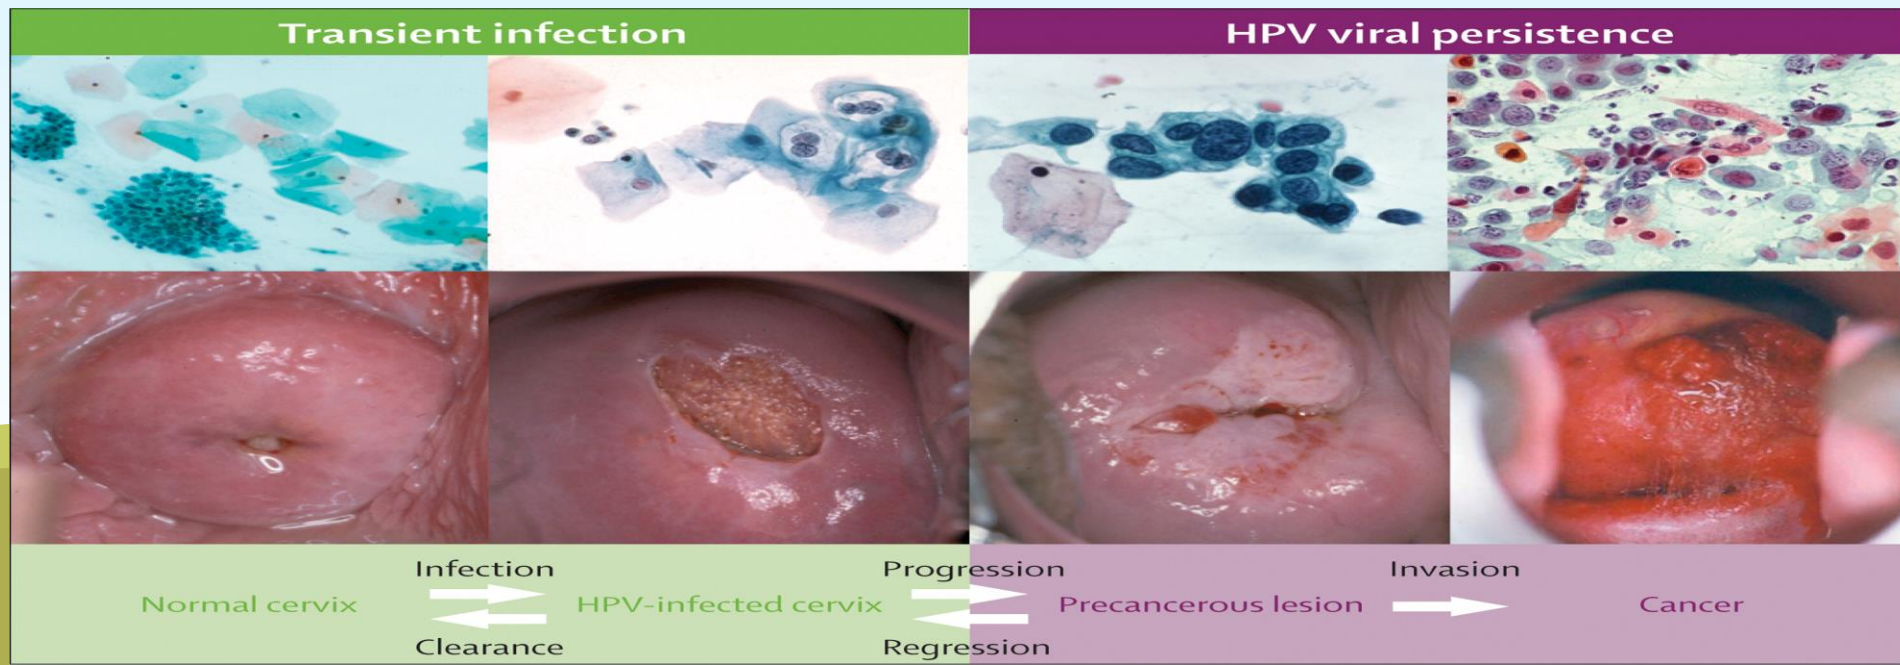 Transient infection
HPV viral persistence
Infection
Progression
Invasion
Normal cervix
HPV-infected cervix
Precancerous lesion
Cancer
Clearance
Regression